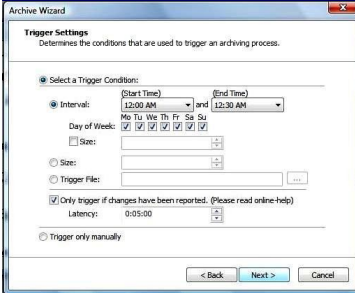 Archive Wizard
Trigger Settings
Determines the conditions that are used to trigger an archiving process.
Select a Trigger Condition:
(Start Time) (End Time)
Interval: 12:00 AM and 12:30 AM
Mo Tu We Th Fr Sa Su
Day of Week:
Size:
Size:
Trigger File: ...
Only trigger if changes have been reported. (Please read online-help)
Latency: 0:05:00
Trigger only manually
< Back Next > Cancel